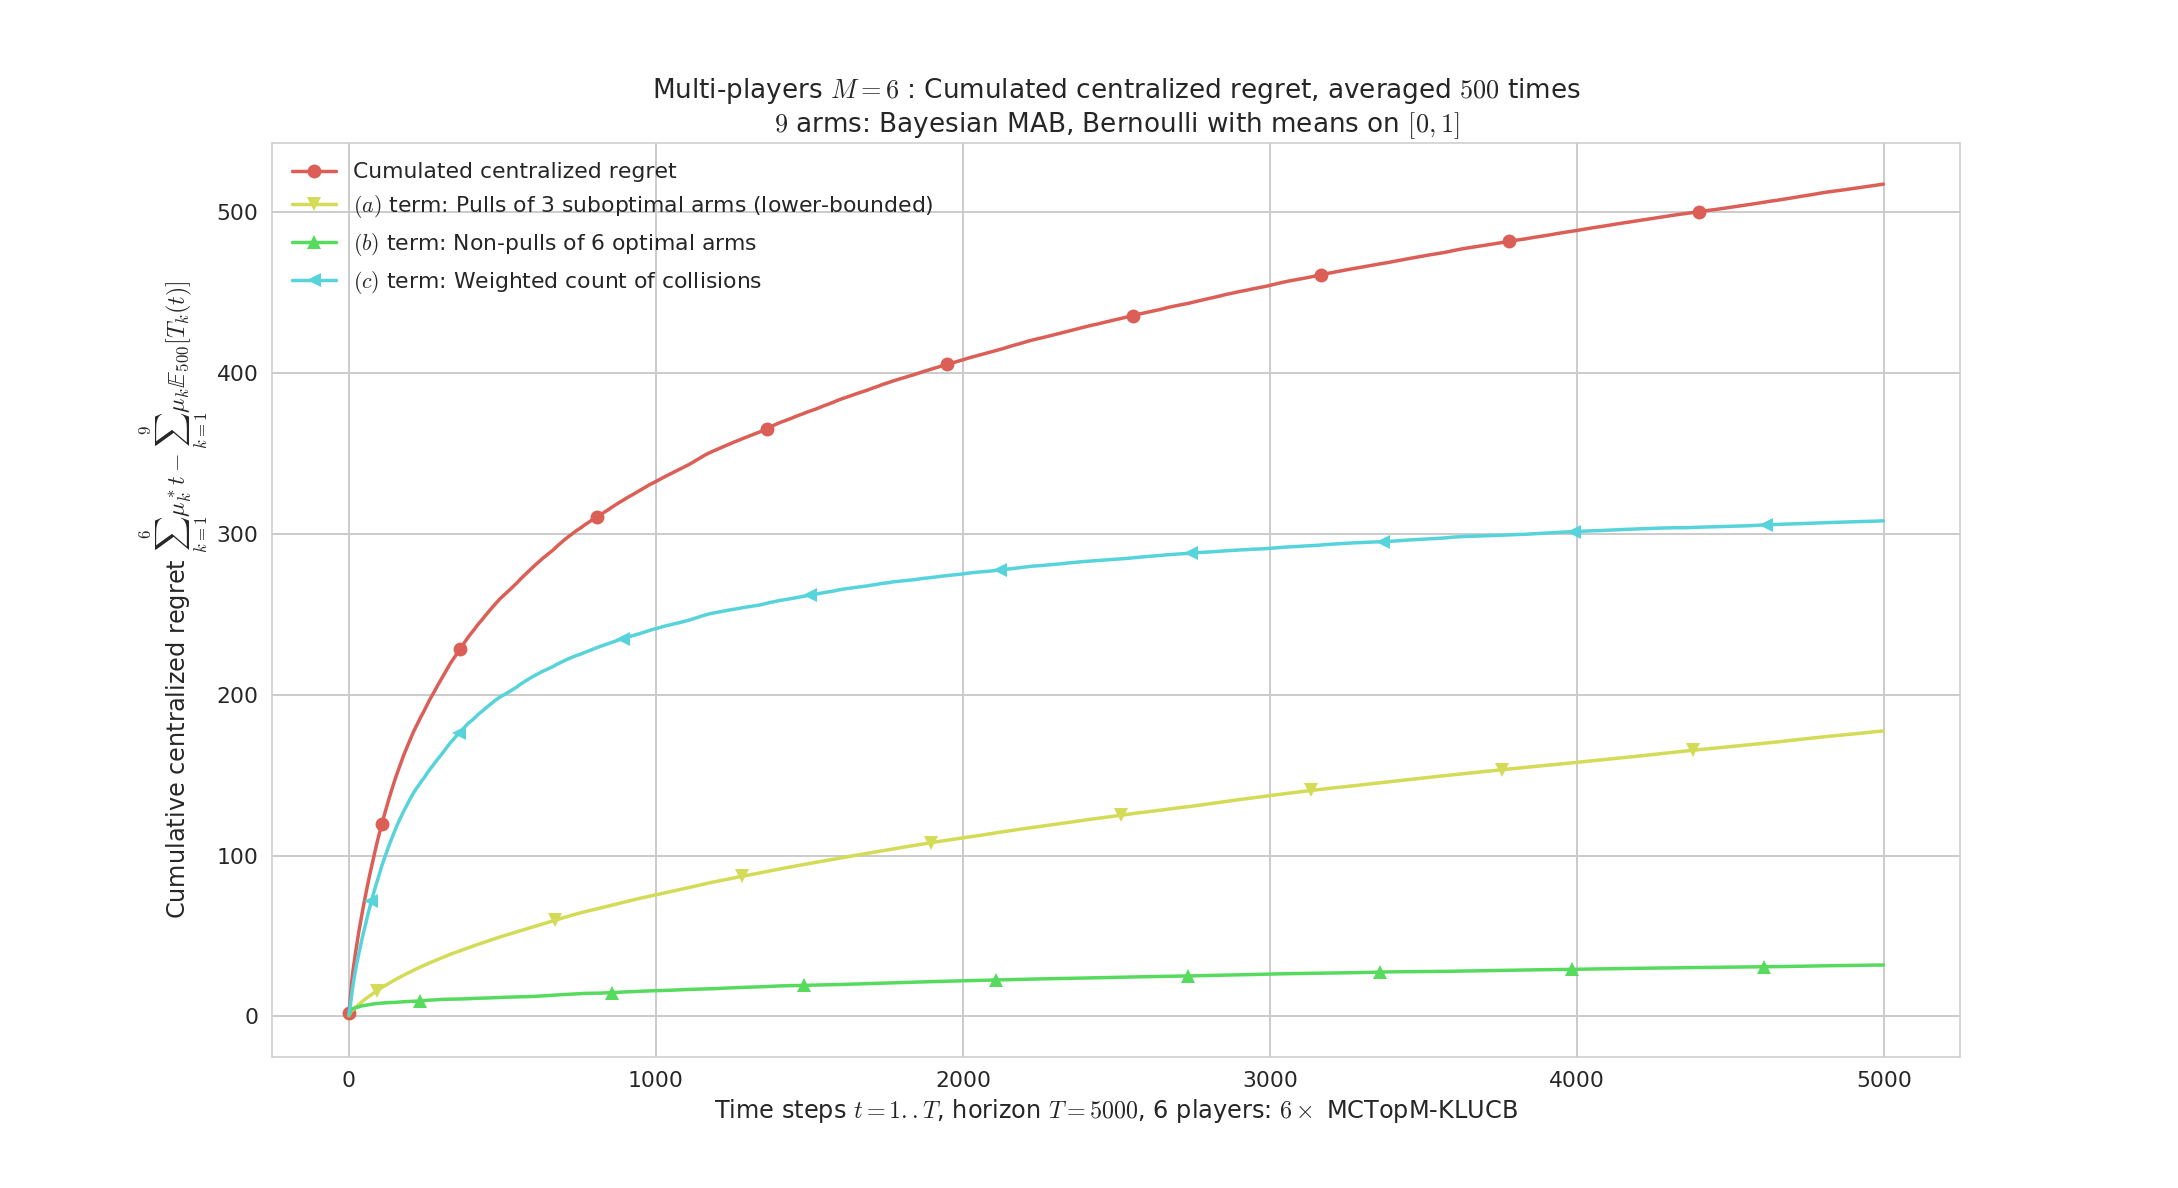 Multi-players M = 6 : Cumulated centralized regret, averaged 500 times
9 arms: Bayesian MAB, Bernoulli with means on [0, 1]
Cumulated centralized regret
(a) term: Pulls of 3 suboptimal arms (lower-bounded)
(b) term: Non-pulls of 6 optimal arms
(c) term: Weighted count of collisions
Cumulative centralized regret $\sum_{k=1}^{6} \mu_k^* t - \sum_{k=1}^{9} \mu_k \mathbb{E}_{500}[T_k(t)]$
500
400
300
200
100
0
0 1000 2000 3000 4000 5000
Time steps t = 1..T, horizon T = 5000, 6 players: 6× MCTopM-KLUCB